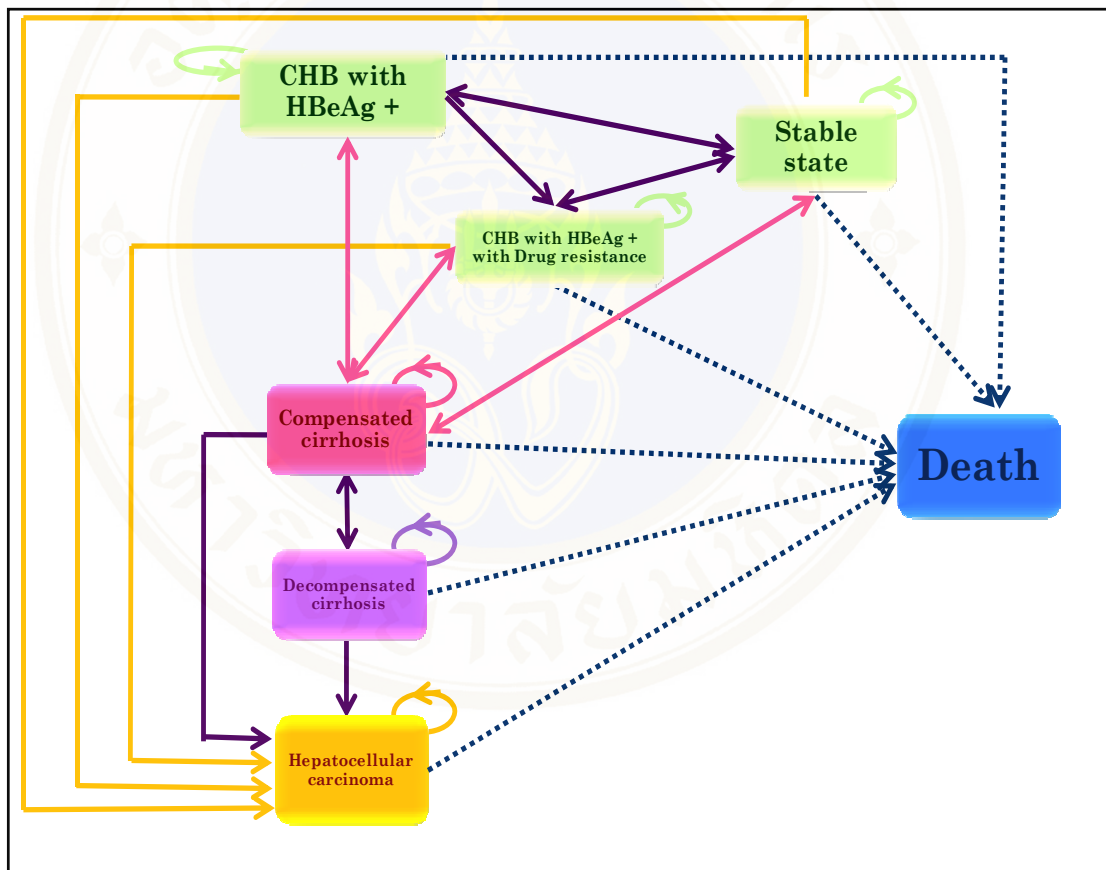 CHB with
HBeAg +
Stable
state
CHB with HBeAg +
with Drug resistance
Compensated
cirrhosis
Death
Decompensated
cirrhosis
Hepatocellular
carcinoma